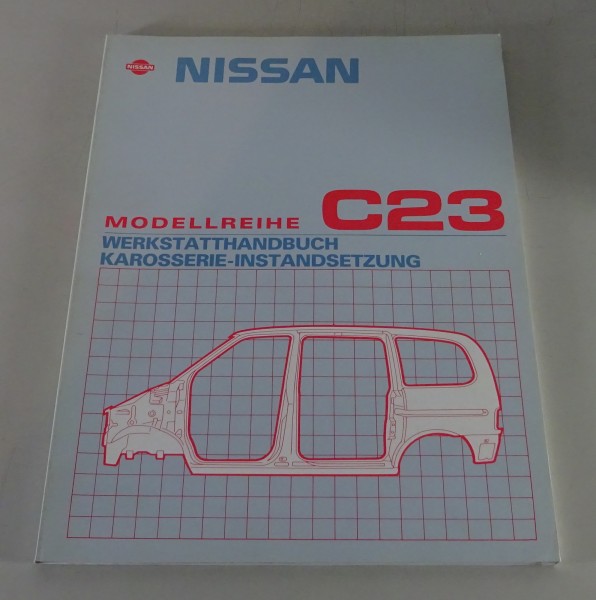 NISSAN NISSAN
MODELLREIHE C23
WERKSTATTHANDBUCH
KAROSSERIE-INSTANDSETZUNG